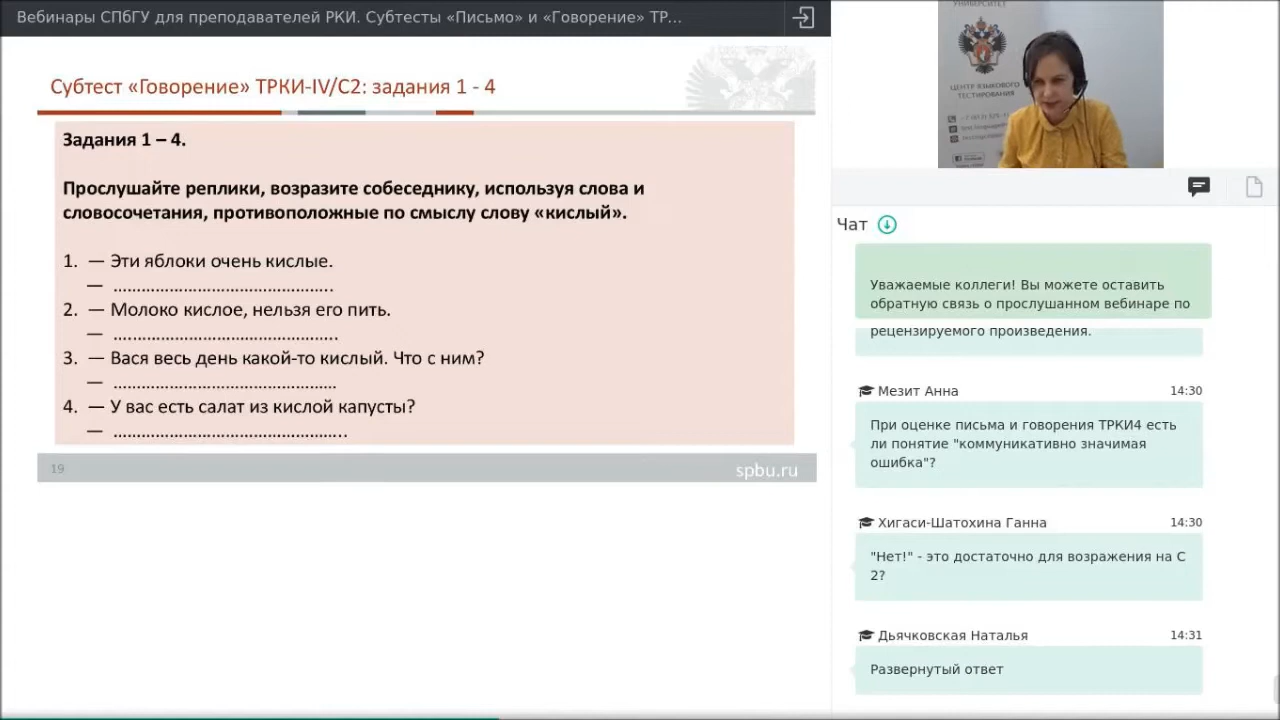 Вебинары СПбГУ для преподавателей РКИ. Субтесты «Письмо» и «Говорение» ТР...
Субтест «Говорение» ТРКИ-IV/C2: задания 1 - 4
Задания 1 – 4.
Прослушайте реплики, возразите собеседнику, используя слова и
словосочетания, противоположные по смыслу слову «кислый».
1. — Эти яблоки очень кислые.
— ................................................
2. — Молоко кислое, нельзя его пить.
— .................................................
3. — Вася весь день какой-то кислый. Что с ним?
— ................................................
4. — У вас есть салат из кислой капусты?
— ...................................................
19
spbu.ru
УНИВЕРСИТЕТ
ЦЕНТР ЯЗЫКОВОГО
ТЕСТИРОВАНИЯ
Чат
Уважаемые коллеги! Вы можете оставить
обратную связь о прослушанном вебинаре по
рецензируемого произведения.
Мезит Анна 14:30
При оценке письма и говорения ТРКИ4 есть
ли понятие "коммуникативно значимая
ошибка"?
Хигаси-Шатохина Ганна 14:30
"Нет!" - это достаточно для возражения на С
2?
Дьячковская Наталья 14:31
Развернутый ответ